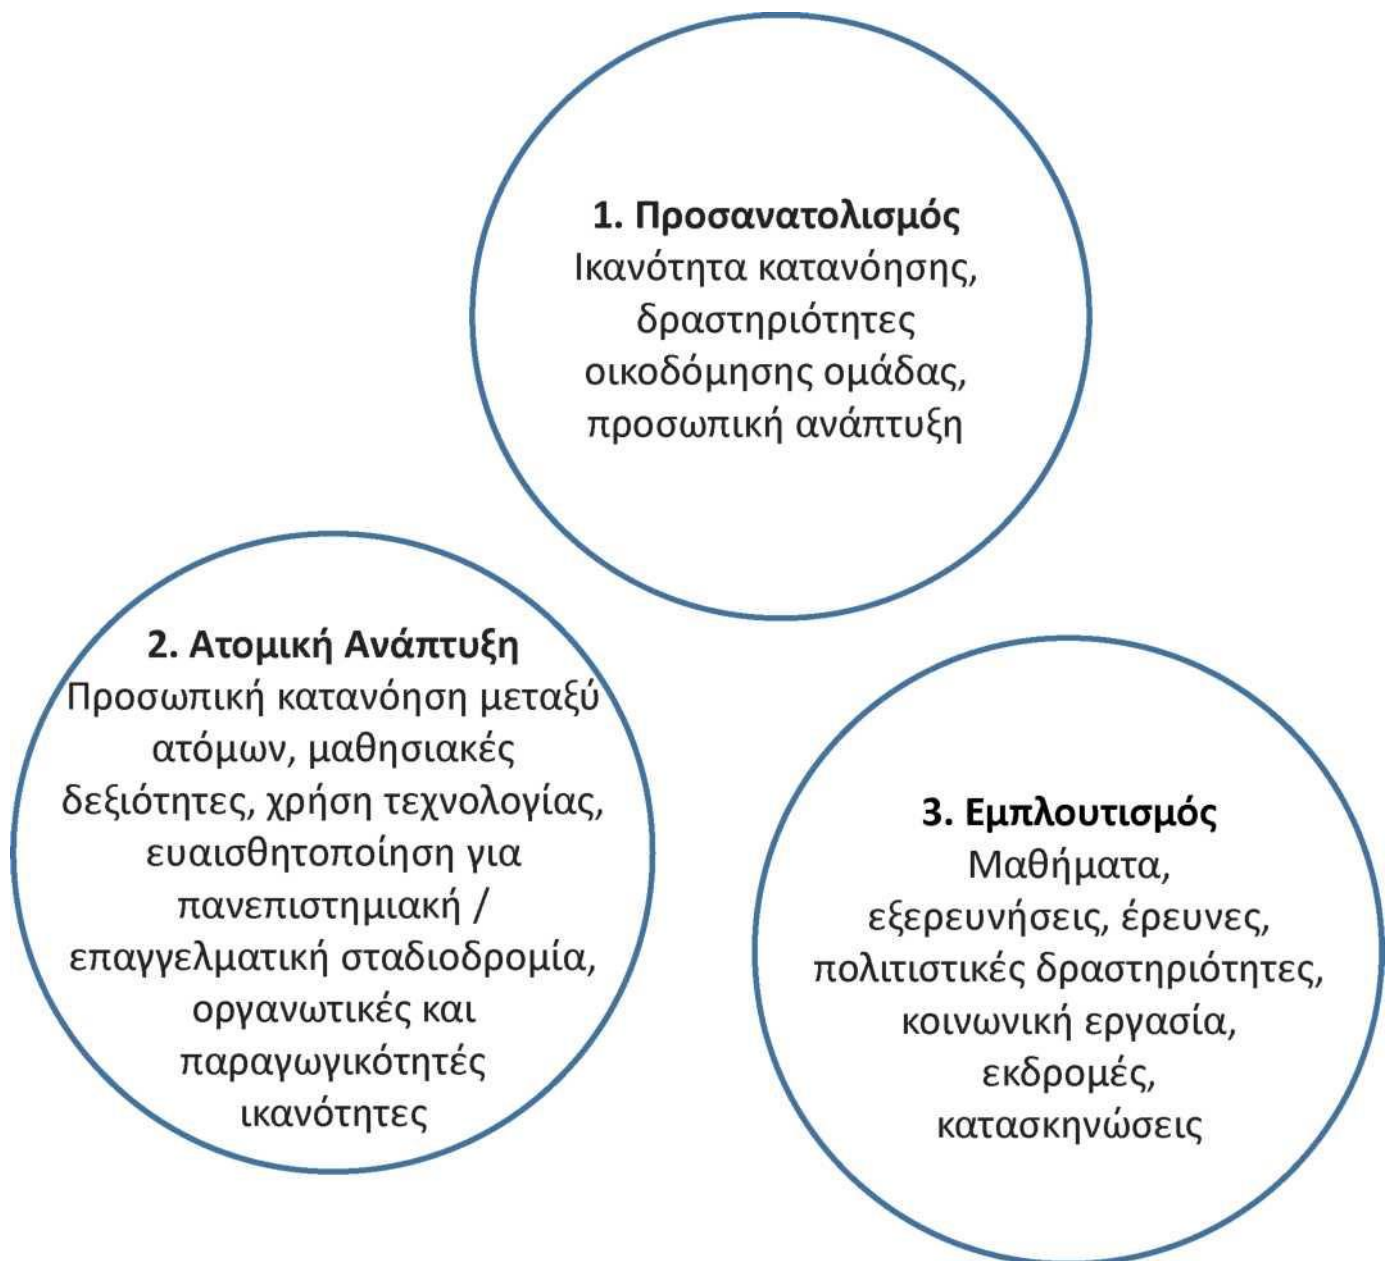 1. Προσανατολισμός
Ικανότητα κατανόησης,
δραστηριότητες
οικοδόμησης ομάδας,
προσωπική ανάπτυξη
2. Ατομική Ανάπτυξη
Προσωπική κατανόηση μεταξύ
ατόμων, μαθησιακές
δεξιότητες, χρήση τεχνολογίας,
ευαισθητοποίηση για
πανεπιστημιακή /
επαγγελματική σταδιοδρομία,
οργανωτικές και
παραγωγικότητές
ικανότητες
3. Εμπλουτισμός
Μαθήματα,
εξερευνήσεις, έρευνες,
πολιτιστικές δραστηριότητες,
κοινωνική εργασία,
εκδρομές,
κατασκηνώσεις